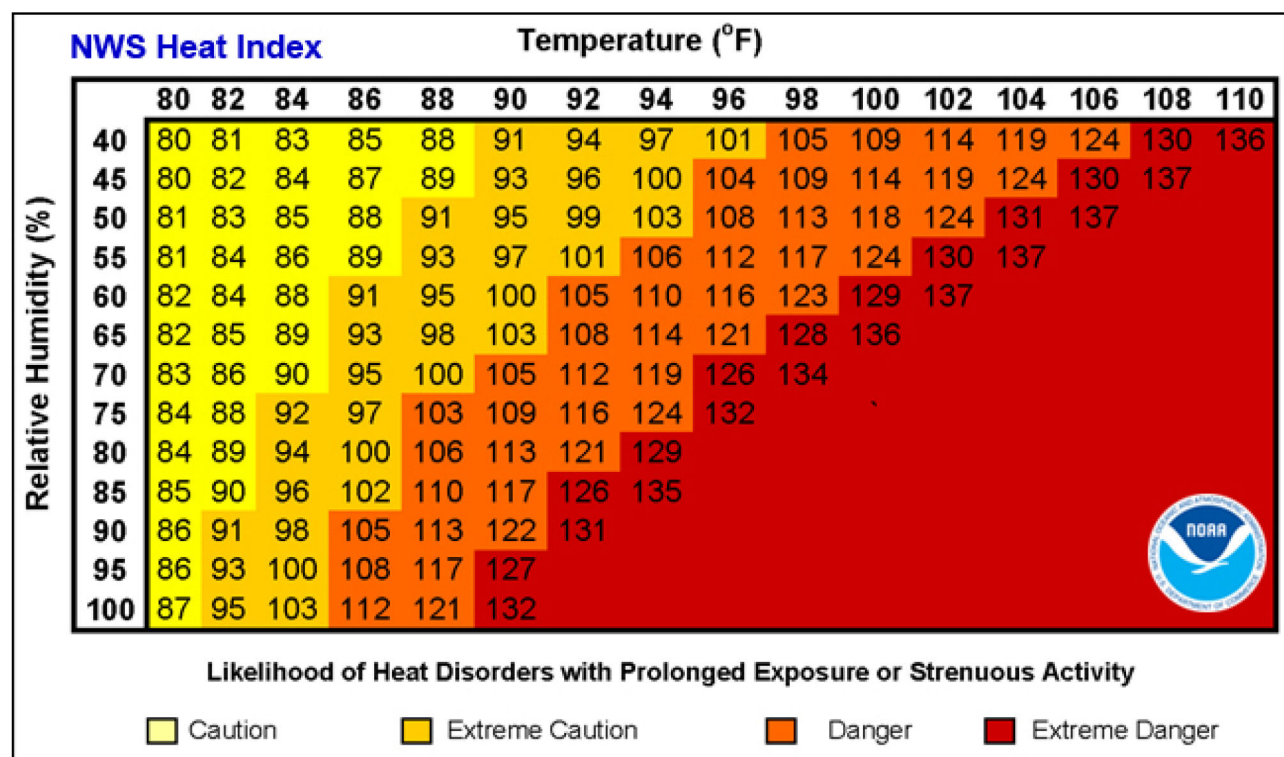 NWS Heat Index
Temperature (°F)
80 82 84 86 88 90 92 94 96 98 100 102 104 106 108 110
Relative Humidity (%)
40 80 81 83 85 88 91 94 97 101 105 109 114 119 124 130 136
45 80 82 84 87 89 93 96 100 104 109 114 119 124 130 137
50 81 83 85 88 91 95 99 103 108 113 118 124 131 137
55 81 84 86 89 93 97 101 106 112 117 124 130 137
60 82 84 88 91 95 100 105 110 116 123 129 137
65 82 85 89 93 98 103 108 114 121 128 136
70 83 86 90 95 100 105 112 119 126 134
75 84 88 92 97 103 109 116 124 132
80 84 89 94 100 106 113 121 129
85 85 90 96 102 110 117 126 135
90 86 91 98 105 113 122 131
95 86 93 100 108 117 127
100 87 95 103 112 121 132
NATIONAL OCEANIC AND ATMOSPHERIC ADMINISTRATION
NOAA
U.S. DEPARTMENT OF COMMERCE
Likelihood of Heat Disorders with Prolonged Exposure or Strenuous Activity
Caution Extreme Caution Danger Extreme Danger